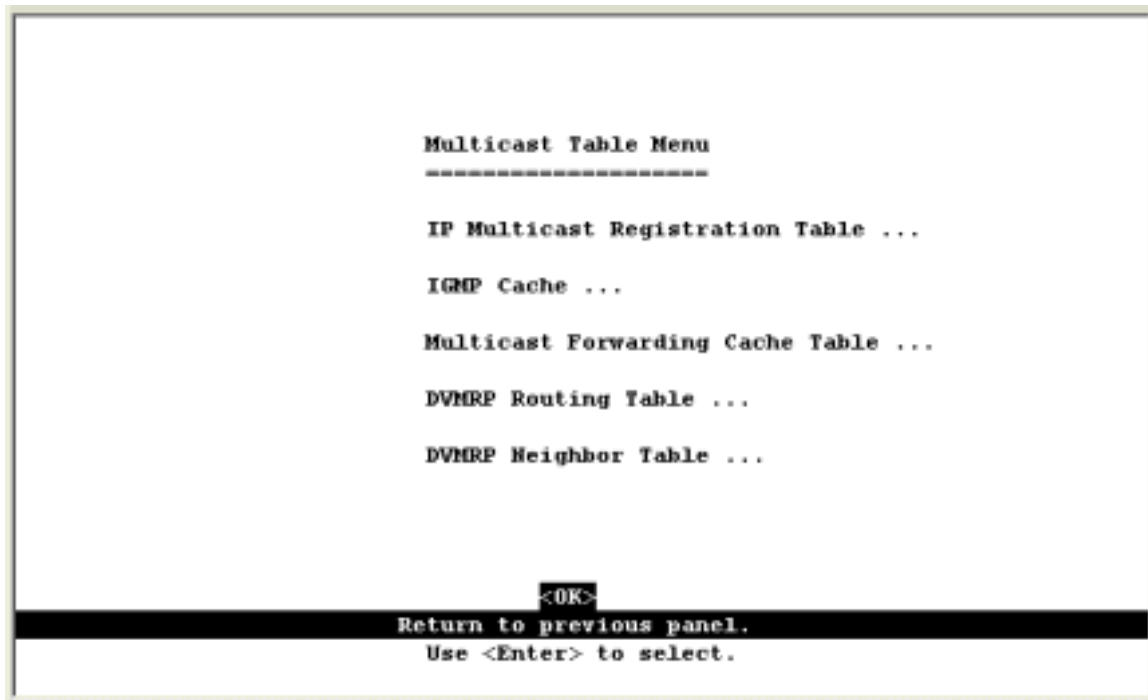 Multicast Table Menu
====================
IP Multicast Registration Table ...
IGMP Cache ...
Multicast Forwarding Cache Table ...
DVMRP Routing Table ...
DVMRP Neighbor Table ...
<OK>
Return to previous panel.
Use <Enter> to select.